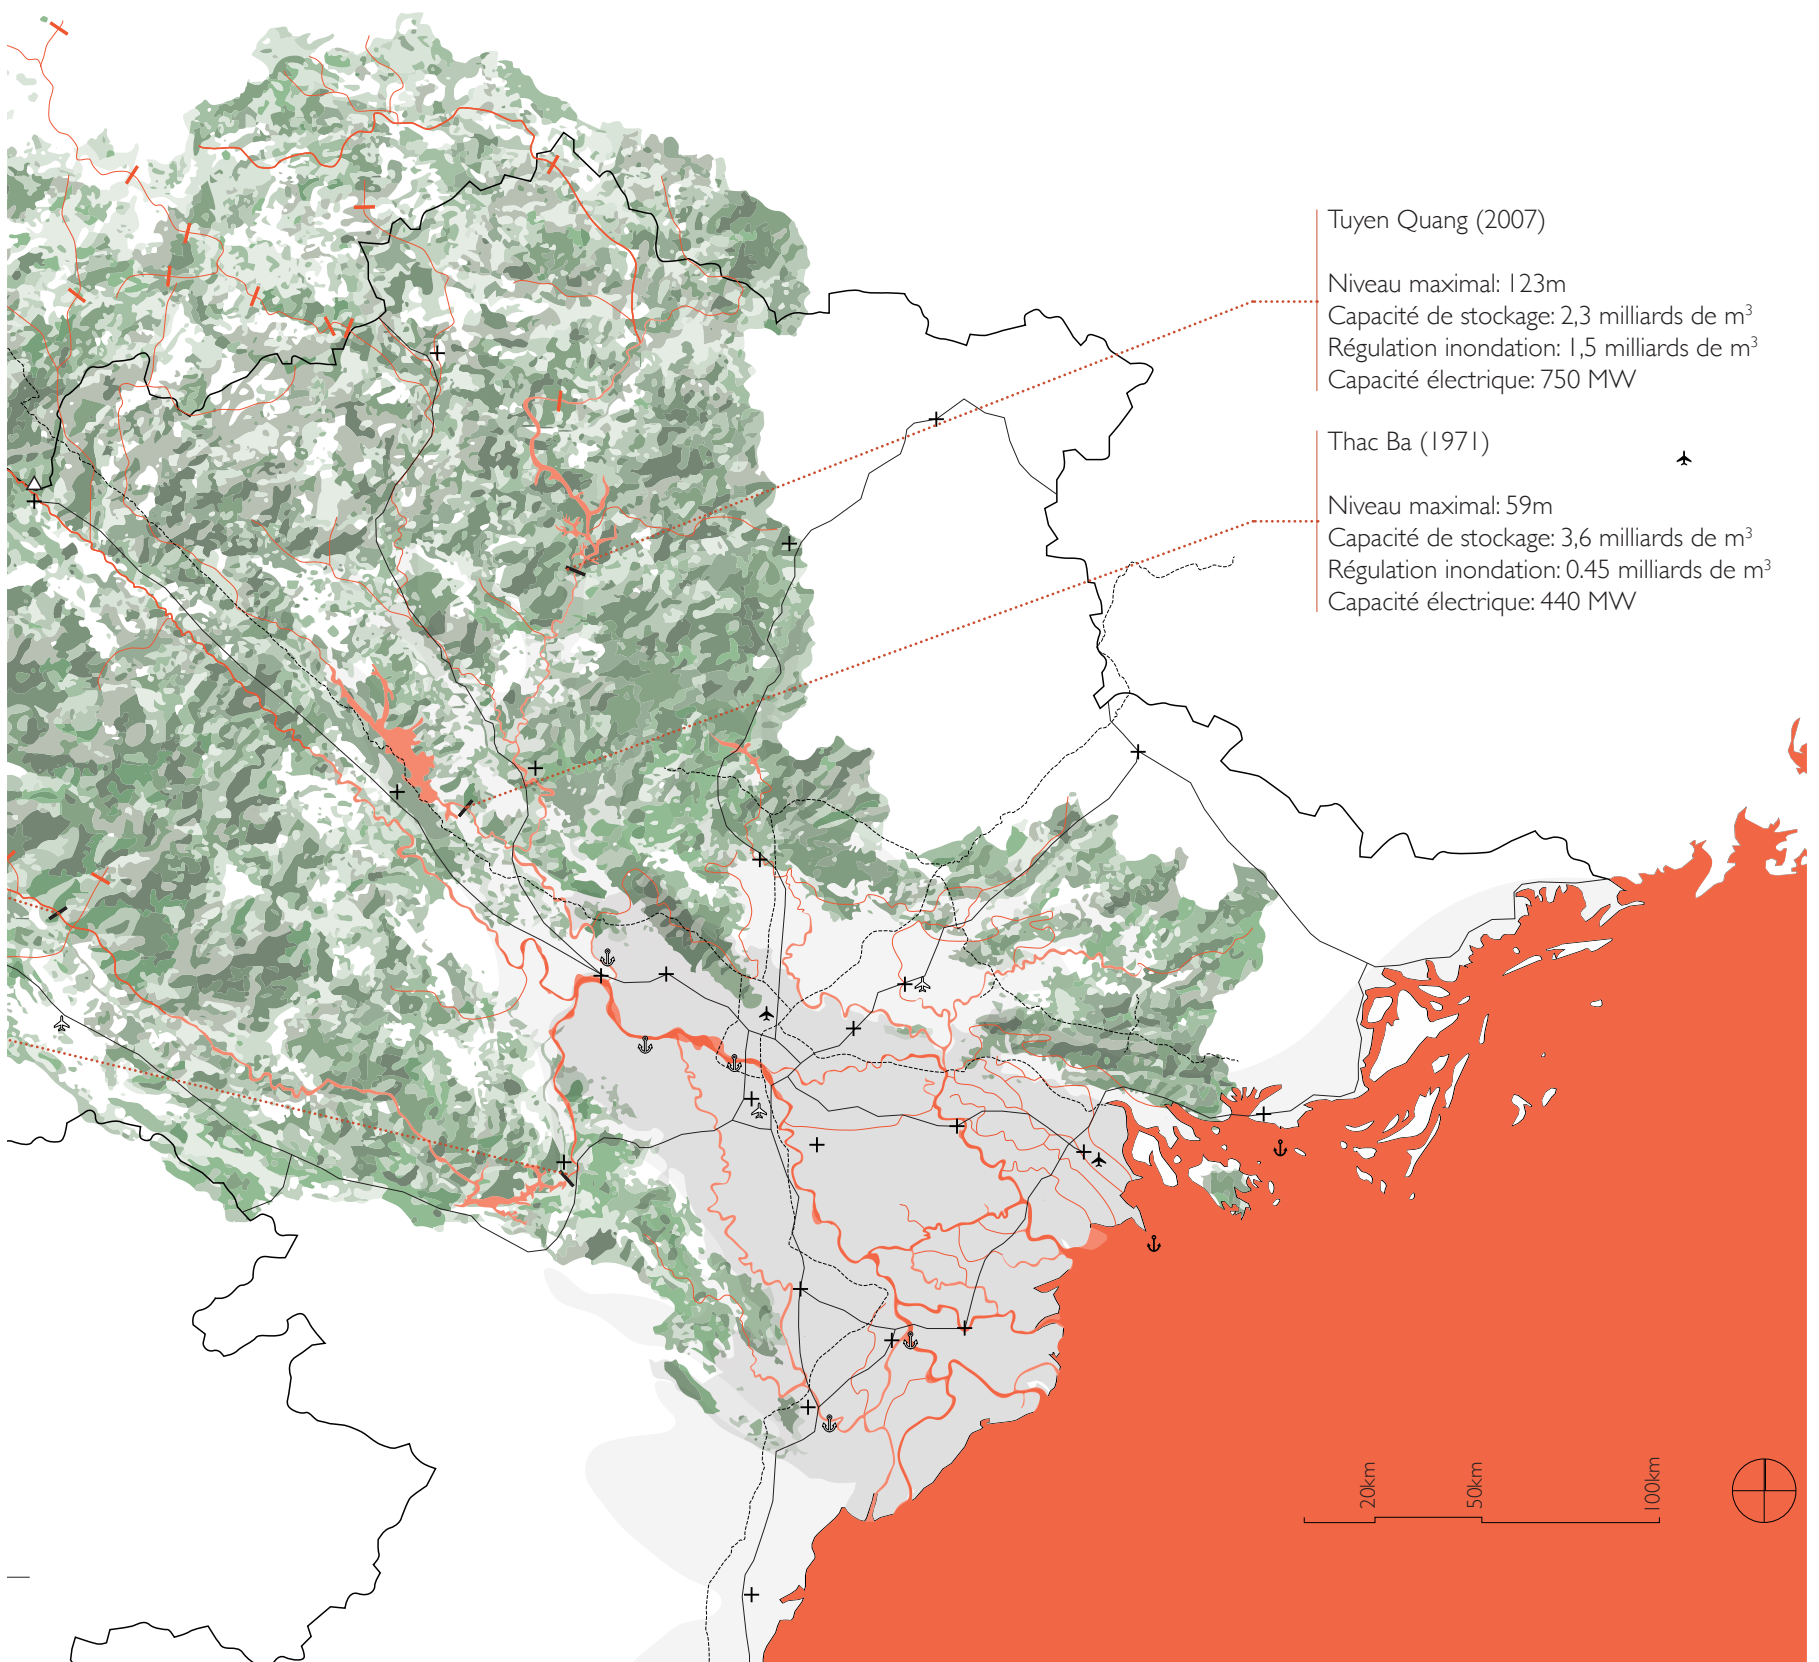 Tuyen Quang (2007)
Niveau maximal: 123m
Capacité de stockage: 2,3 milliards de m³
Régulation inondation: 1,5 milliards de m³
Capacité électrique: 750 MW
Thac Ba (1971)
Niveau maximal: 59m
Capacité de stockage: 3,6 milliards de m³
Régulation inondation: 0.45 milliards de m³
Capacité électrique: 440 MW
20km
50km
100km